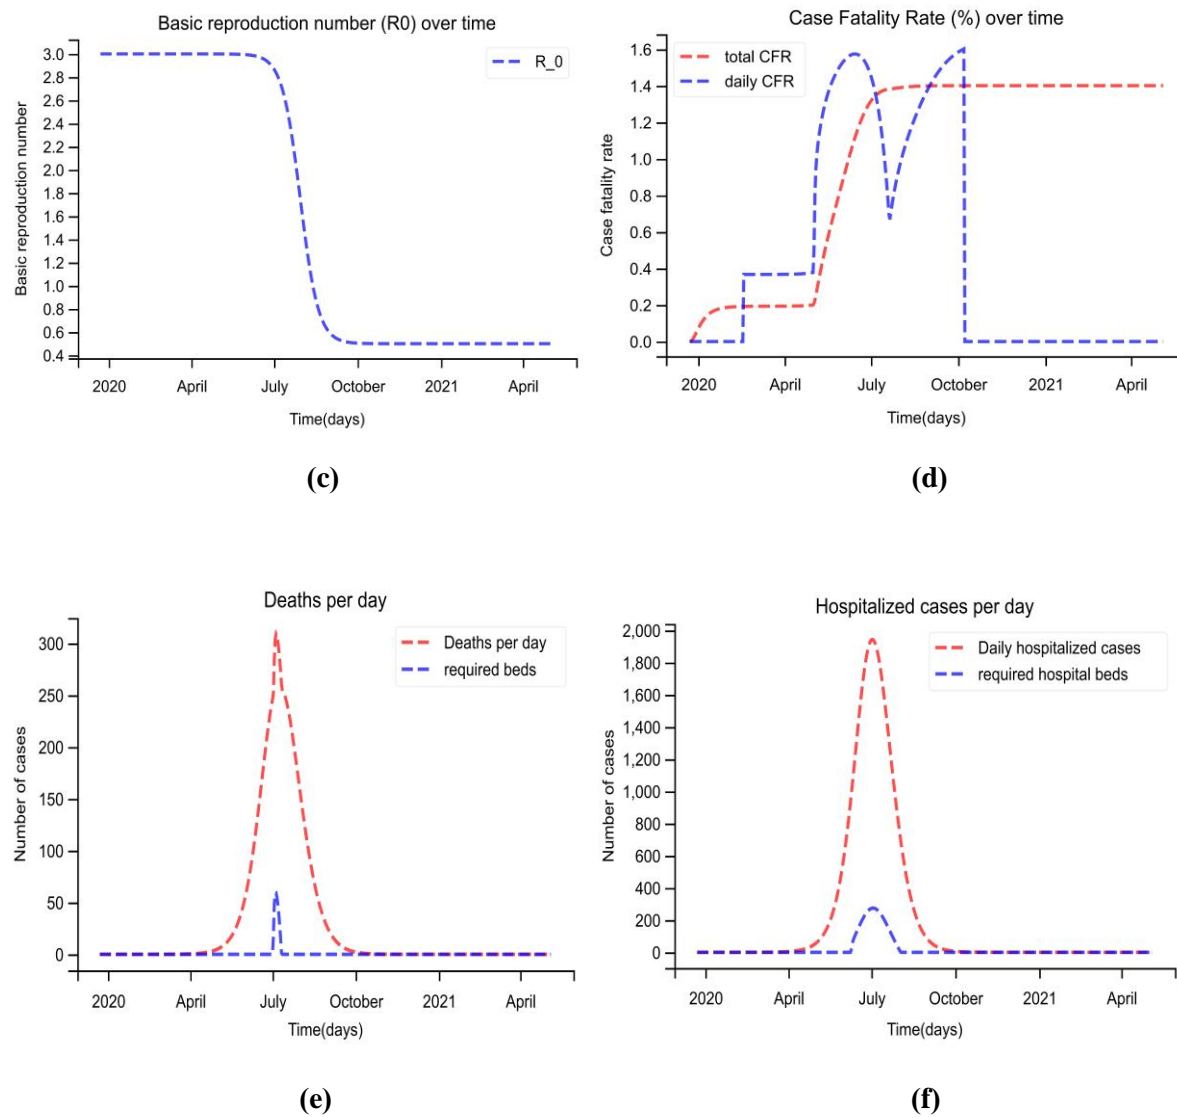 Basic reproduction number (R0) over time
R_0
Basic reproduction number
3.0
2.8
2.6
2.4
2.2
2.0
1.8
1.6
1.4
1.2
1.0
0.8
0.6
0.4
2020 April July October 2021 April
Time(days)
(c)
Case Fatality Rate (%) over time
total CFR
daily CFR
Case fatality rate
1.6
1.4
1.2
1.0
0.8
0.6
0.4
0.2
0.0
2020 April July October 2021 April
Time(days)
(d)
Deaths per day
Deaths per day
required beds
Number of cases
300
250
200
150
100
50
0
2020 April July October 2021 April
Time(days)
(e)
Hospitalized cases per day
Daily hospitalized cases
required hospital beds
Number of cases
2,000
1,800
1,600
1,400
1,200
1,000
800
600
400
200
0
2020 April July October 2021 April
Time(days)
(f)